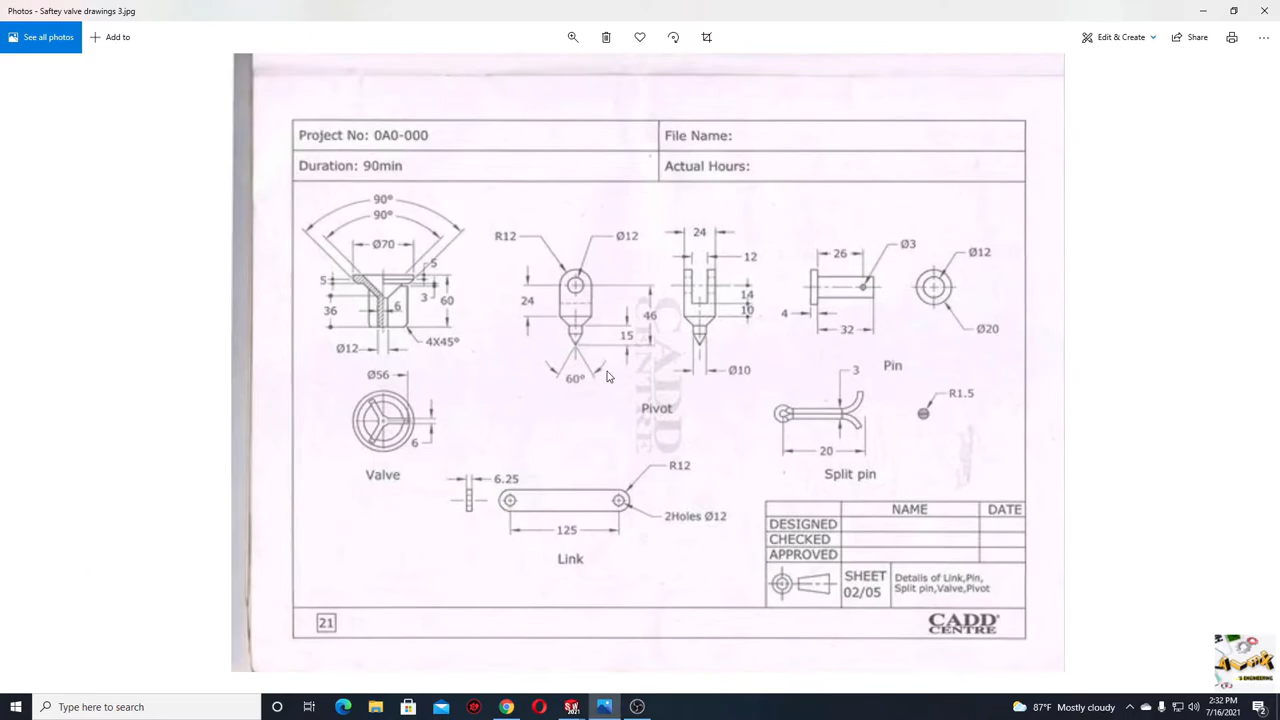 Photos - Saftey valve drawings 3.jpg
See all photos
Add to
Edit & Create
Share
Project No: 0A0-000
File Name:
Duration: 90min
Actual Hours:
90°
90°
Ø70
5
5
3
60
36
6
Ø12
4X45°
Ø56
6
Valve
R12
Ø12
24
46
15
60°
24
12
14
10
Ø10
Pivot
26
Ø3
4
32
Ø12
Ø20
Pin
3
20
R1.5
Split pin
6.25
R12
125
2Holes Ø12
Link
CADD
CENTRE
NAME
DATE
DESIGNED
CHECKED
APPROVED
SHEET
02/05
Details of Link,Pin,
Split pin,Valve,Pivot
21
CADD
CENTRE
'S ENGINEERING
Type here to search
87°F Mostly cloudy
2:32 PM
7/16/2021
2